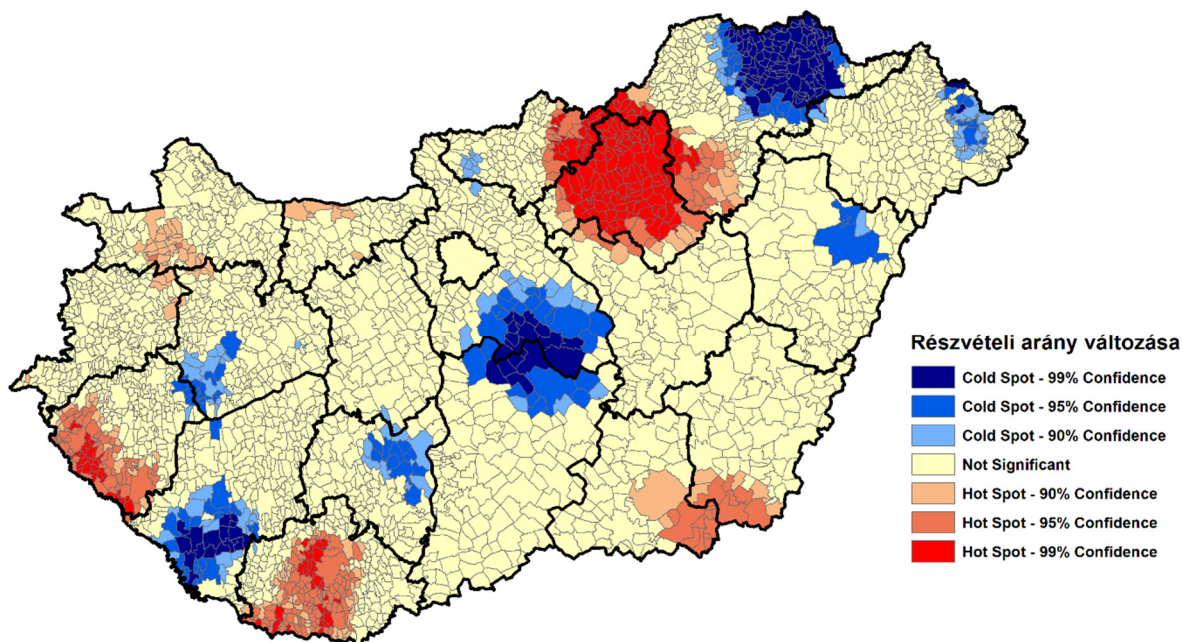 Részvételi arány változása
Cold Spot - 99% Confidence
Cold Spot - 95% Confidence
Cold Spot - 90% Confidence
Not Significant
Hot Spot - 90% Confidence
Hot Spot - 95% Confidence
Hot Spot - 99% Confidence